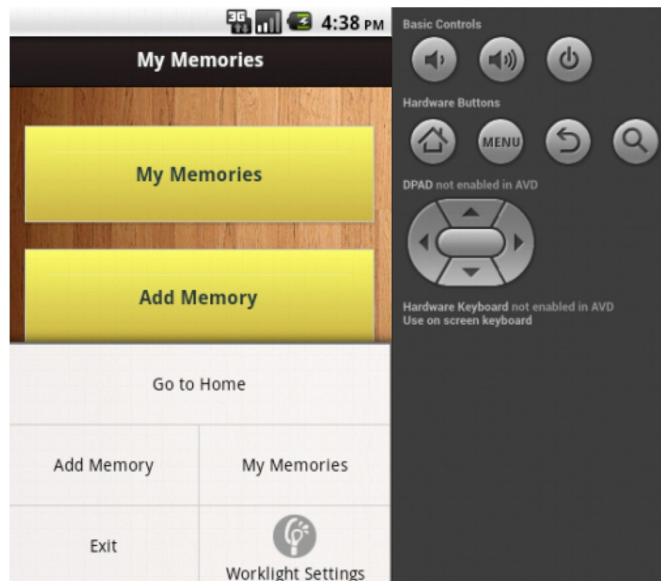 3G 4:38 PM
My Memories
My Memories
Add Memory
Go to Home
Add Memory My Memories
Exit
Worklight Settings
Basic Controls
Hardware Buttons
MENU
DPAD not enabled in AVD
Hardware Keyboard not enabled in AVD
Use on screen keyboard